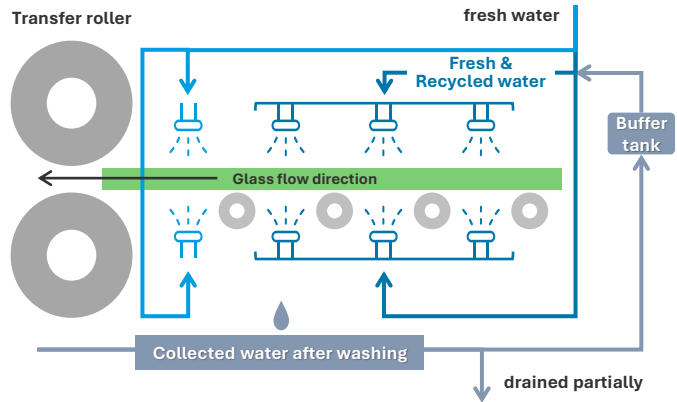 Transfer roller
fresh water
Fresh &
Recycled water
Buffer
tank
Glass flow direction
Collected water after washing
drained partially